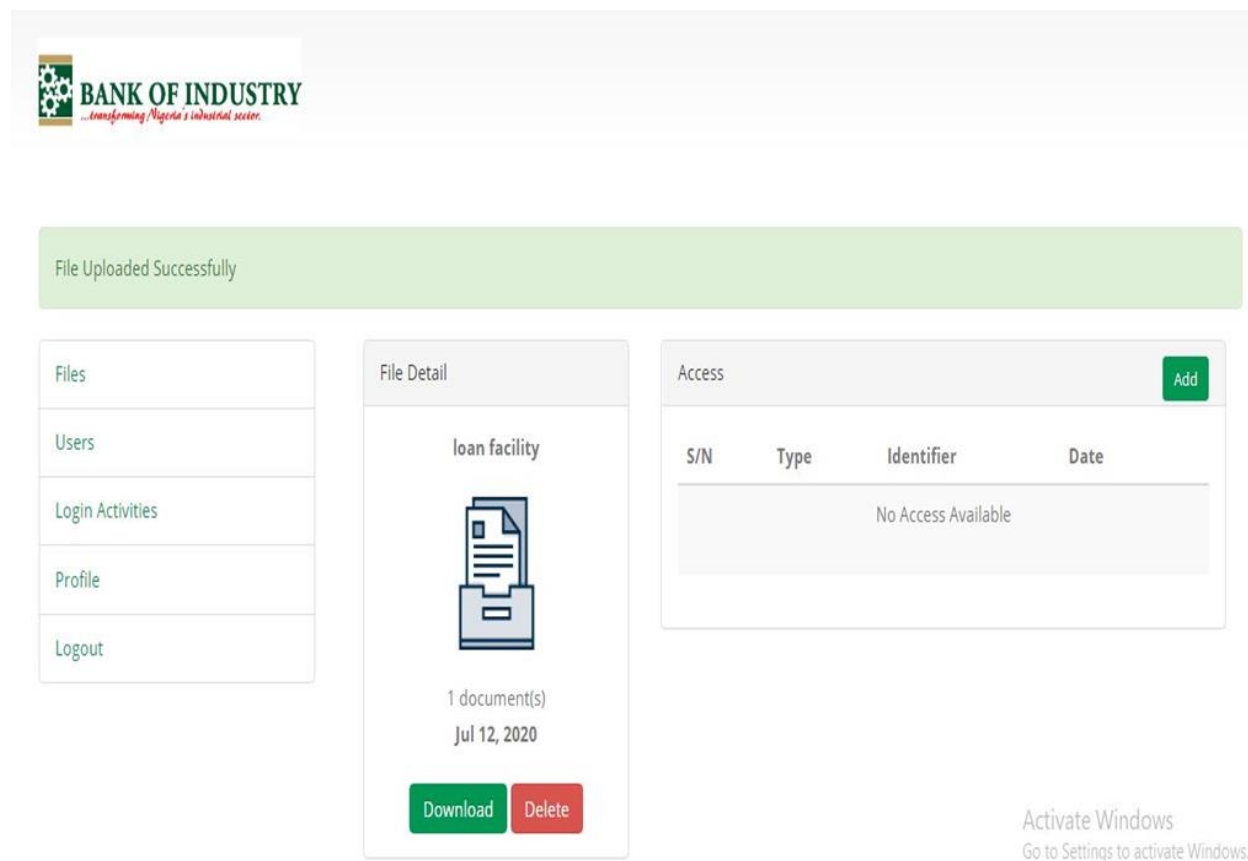 BANK OF INDUSTRY
...transforming Nigeria's industrial sector.
File Uploaded Successfully
Files
Users
Login Activities
Profile
Logout
File Detail
loan facility
1 document(s)
Jul 12, 2020
Download Delete
Access Add
S/N Type Identifier Date
No Access Available
Activate Windows
Go to Settings to activate Windows.